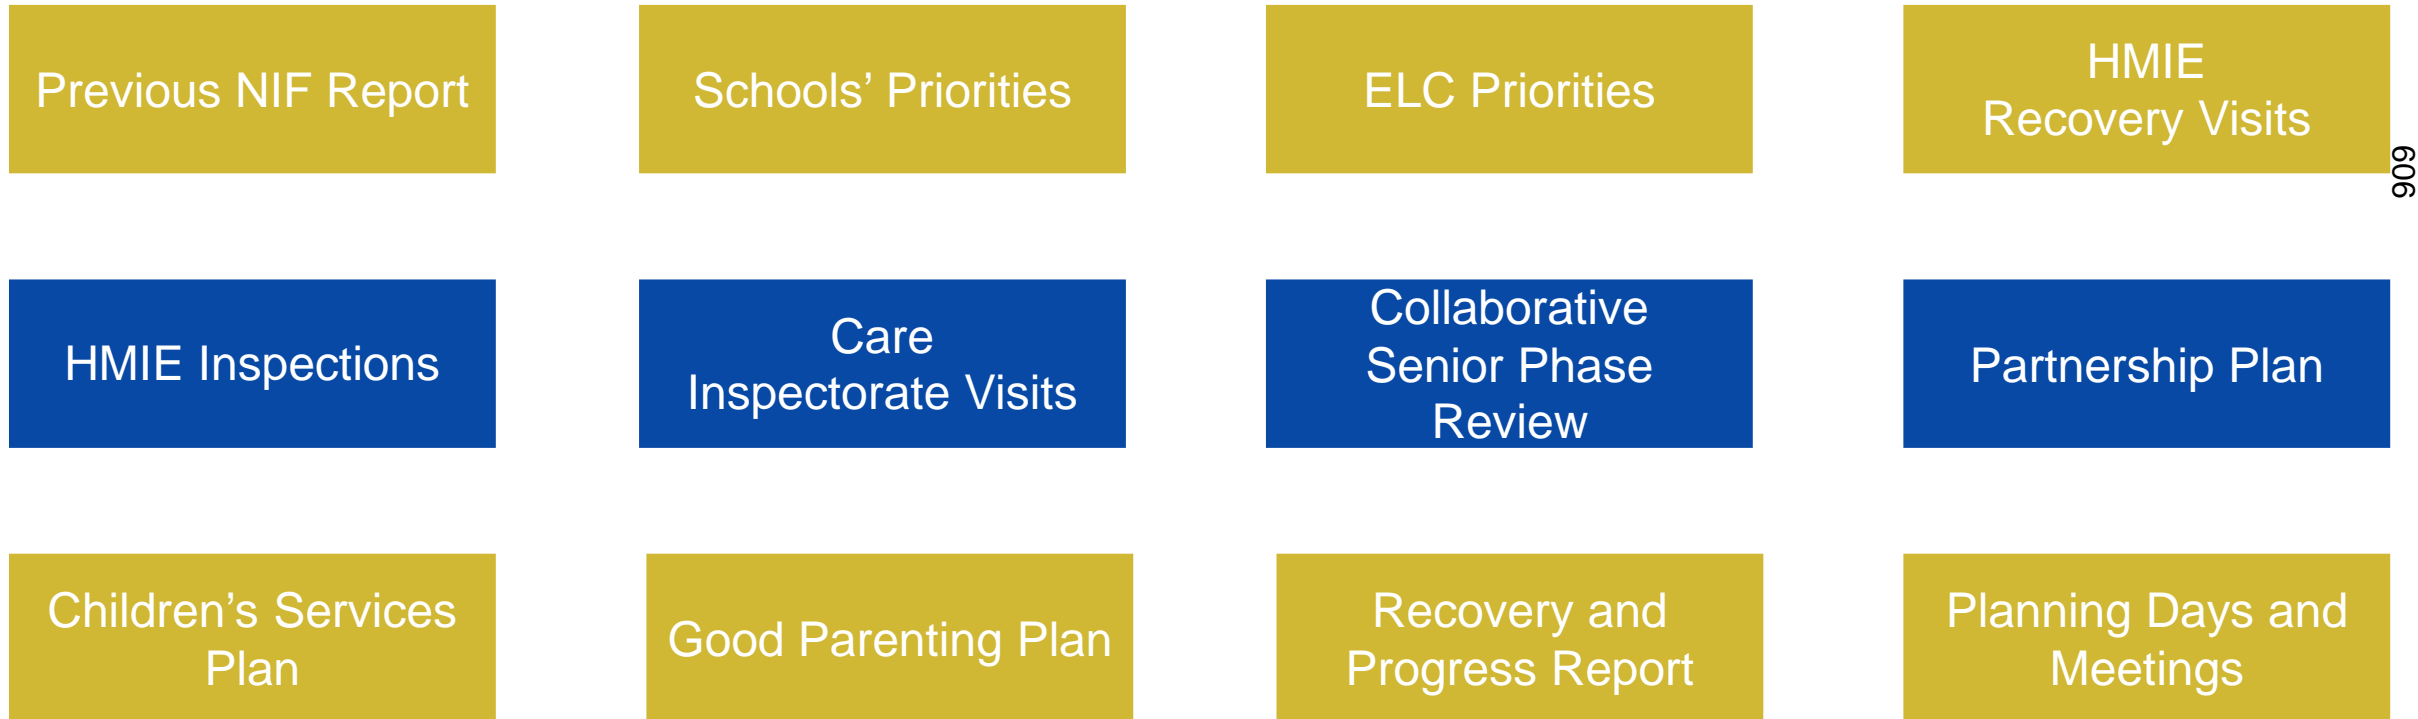 Previous NIF Report
Schools’ Priorities
ELC Priorities
HMIE
Recovery Visits
609
HMIE Inspections
Care
Inspectorate Visits
Collaborative
Senior Phase
Review
Partnership Plan
Children’s Services
Plan
Good Parenting Plan
Recovery and
Progress Report
Planning Days and
Meetings